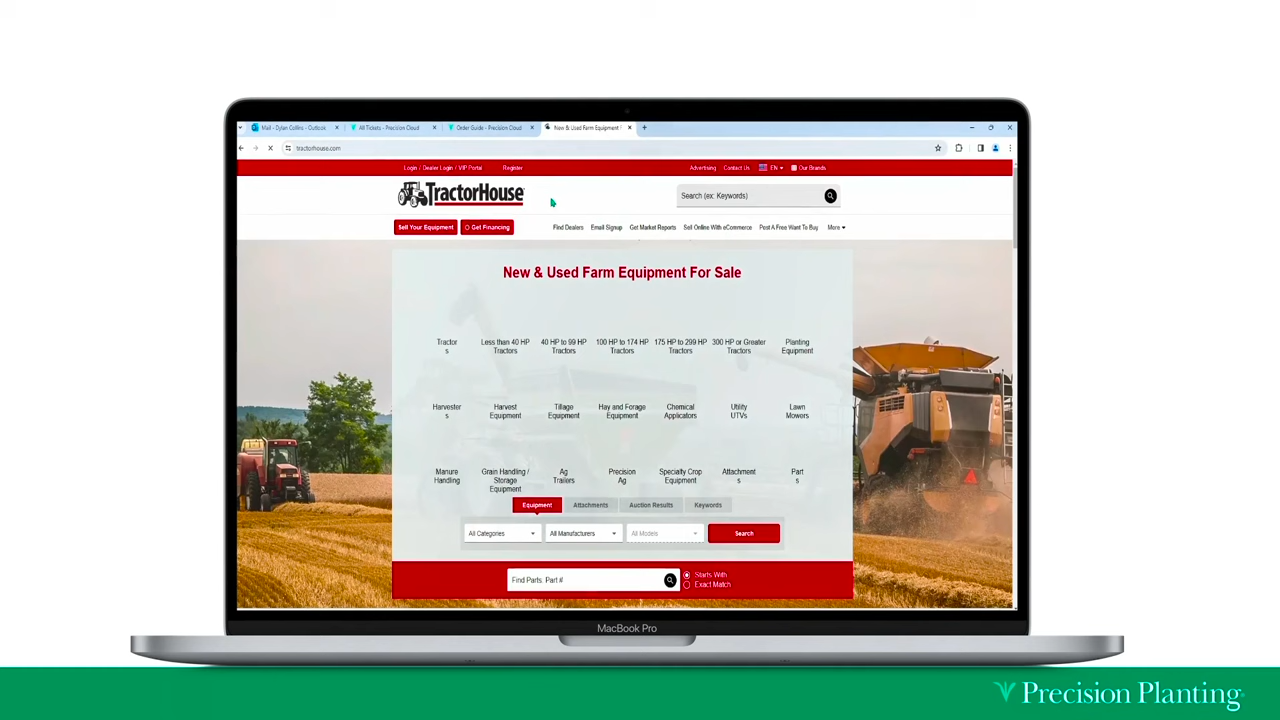 Mail - Dylan Collins - Outlook
All Tickets - Precision Cloud
Order Guide - Precision Cloud
New & Used Farm Equipment
tractorhouse.com
Login / Dealer Login / VIP Portal
Register
Advertising
Contact Us
EN
Our Brands
TractorHouse
Search (ex: Keywords)
Sell Your Equipment
Get Financing
Find Dealers
Email Signup
Get Market Reports
Sell Online With eCommerce
Post A Free Want To Buy
More
New & Used Farm Equipment For Sale
Tractor
s
Less than 40 HP
Tractors
40 HP to 99 HP
Tractors
100 HP to 174 HP
Tractors
175 HP to 299 HP
Tractors
300 HP or Greater
Tractors
Planting
Equipment
Harvester
s
Harvest
Equipment
Tillage
Equipment
Hay and Forage
Equipment
Chemical
Applicators
Utility
UTVs
Lawn
Mowers
Manure
Handling
Grain Handling /
Storage
Equipment
Ag
Trailers
Precision
Ag
Specialty Crop
Equipment
Attachment
s
Part
s
Equipment
Attachments
Auction Results
Keywords
All Categories
All Manufacturers
All Models
Search
Find Parts: Part #
Starts With
Exact Match
MacBook Pro
Precision Planting